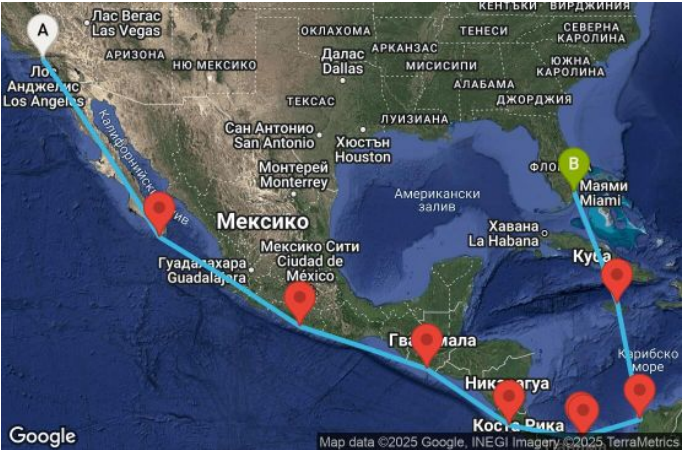 КЕНТЪКИ
ВИРДЖИНИЯ
A
Лас Вегас
Las Vegas
ОКЛАХОМА
ТЕНЕСИ
СЕВЕРНА
КАРОЛИНА
АРИЗОНА
НЮ МЕКСИКО
Далас
Dallas
АРКАНЗАС
МИСИСИПИ
ЮЖНА
КАРОЛИНА
Лос
Анджелис
Los Angeles
ТЕКСАС
АЛАБАМА
ДЖОРДЖИЯ
ЛУИЗИАНА
Сан Антонио
San Antonio
Хюстън
Houston
B
Монтерей
Monterrey
Маями
Miami
Американски
залив
Мексико
Хавана
La Habana
Куба
Гуадалахара
Guadalajara
Мексико Сити
Ciudad de
México
Карибско
море
Коста Рика
Google
Map data ©2025 Google, INEGI Imagery ©2025 TerraMetrics